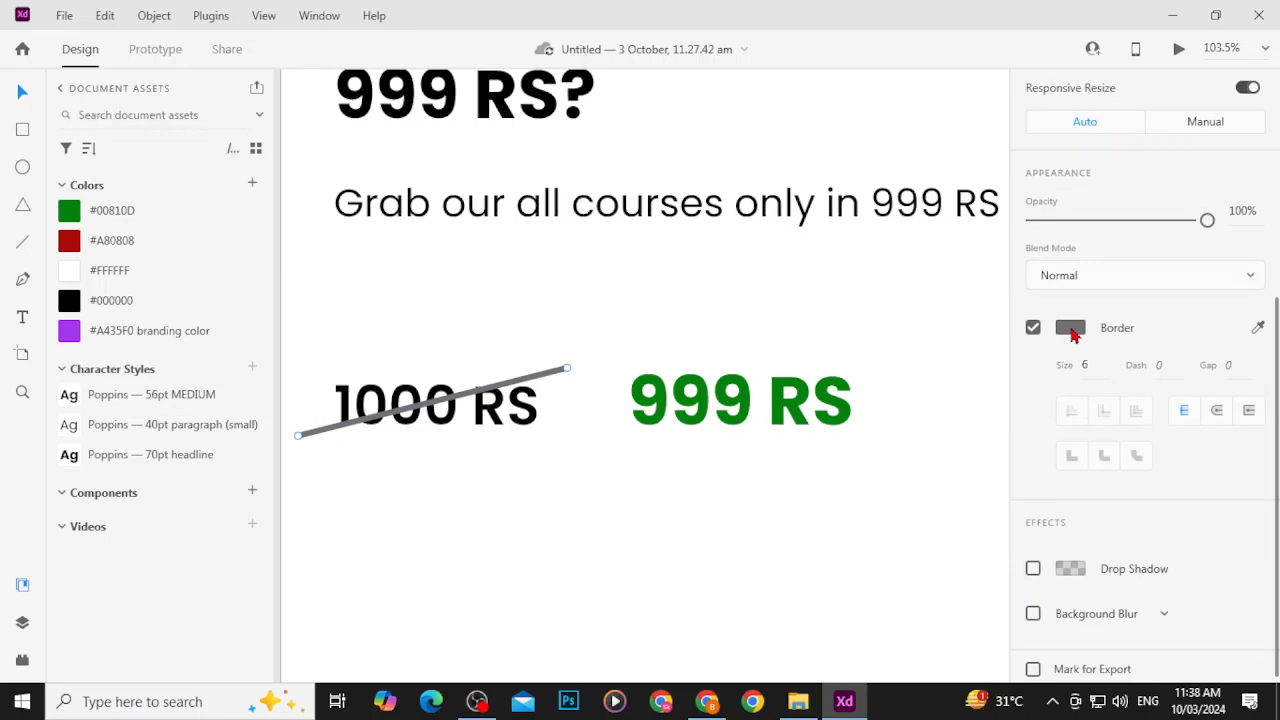 Xd File Edit Object Plugins View Window Help
Design Prototype Share Untitled — 3 October, 11.27.42 am 103.5%
DOCUMENT ASSETS
Search document assets
/...
Colors
#00810D
#A80808
#FFFFFF
#000000
#A435F0 branding color
Character Styles
Ag Poppins — 56pt MEDIUM
Ag Poppins — 40pt paragraph (small)
Ag Poppins — 70pt headline
Components
Videos
T
999 RS?
Grab our all courses only in 999 RS
1000 RS 999 RS
Responsive Resize
Auto Manual
APPEARANCE
Opacity
100%
Blend Mode
Normal
Border
Size 6 Dash 0 Gap 0
EFFECTS
Drop Shadow
Background Blur
Mark for Export
Type here to search
Ps
Xd
1
31°C
ENG
11:38 AM
10/03/2024